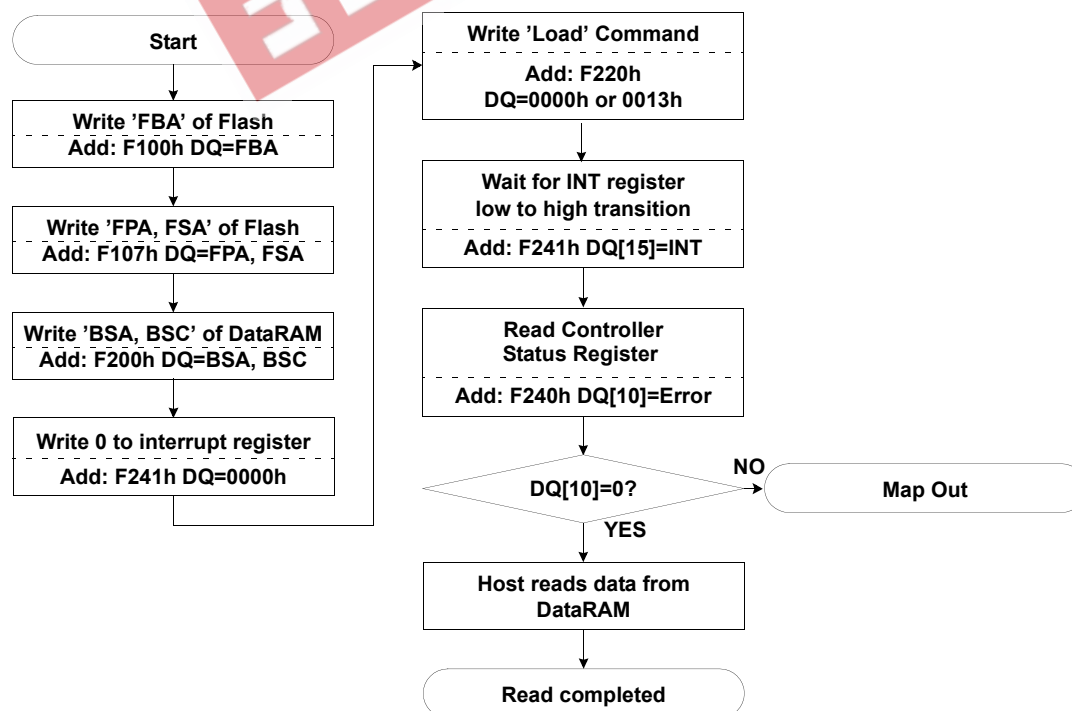 Start
Write 'FBA' of Flash
Add: F100h DQ=FBA
Write 'FPA, FSA' of Flash
Add: F107h DQ=FPA, FSA
Write 'BSA, BSC' of DataRAM
Add: F200h DQ=BSA, BSC
Write 0 to interrupt register
Add: F241h DQ=0000h
Write 'Load' Command
Add: F220h
DQ=0000h or 0013h
Wait for INT register
low to high transition
Add: F241h DQ[15]=INT
Read Controller
Status Register
Add: F240h DQ[10]=Error
DQ[10]=0?
NO
Map Out
YES
Host reads data from
DataRAM
Read completed